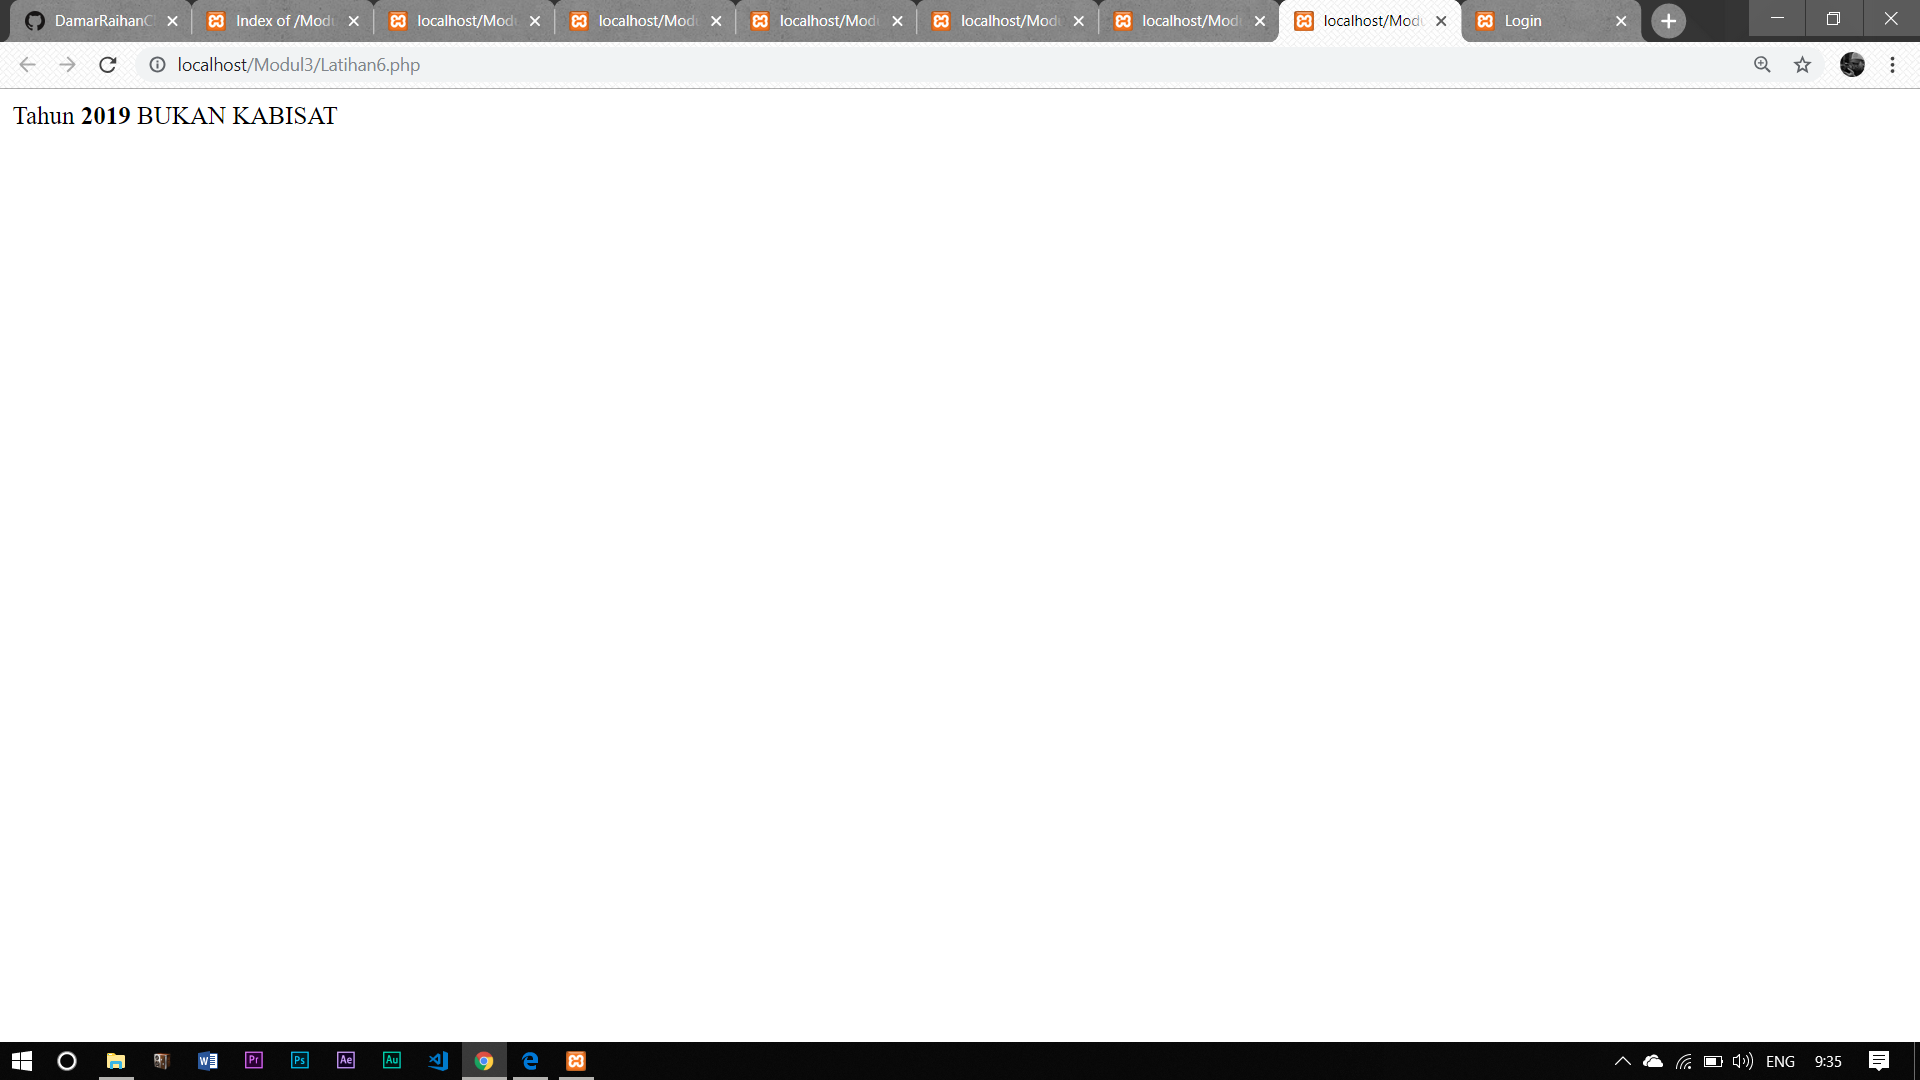 DamarRaihanC
Index of /Modu
localhost/Modu
localhost/Modu
localhost/Modu
localhost/Modu
localhost/Modu
localhost/Modu
Login
localhost/Modul3/Latihan6.php
Tahun 2019 BUKAN KABISAT
W
Pr
Ps
Ae
Au
ENG
9:35